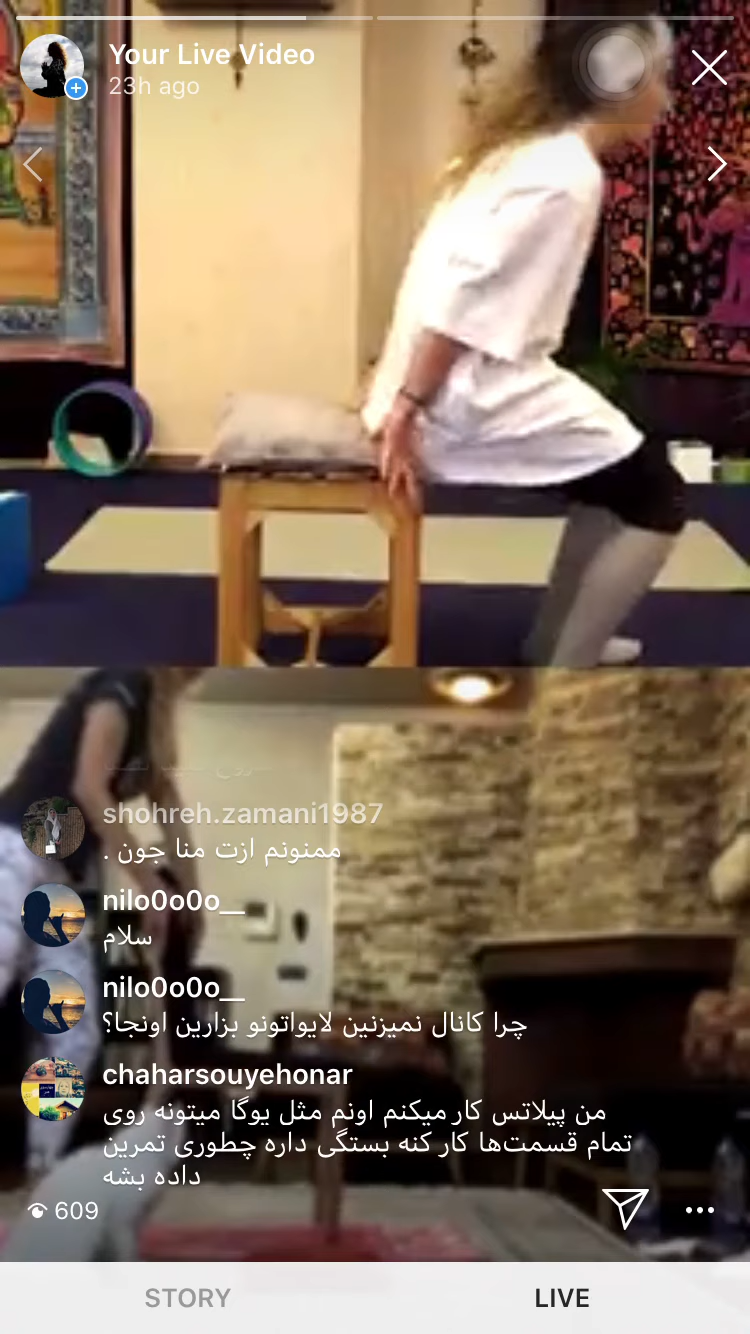 Your Live Video
23h ago
shohreh.zamani1987
ممنونم ازت منا جون .
nilo0o0o__
سلام
nilo0o0o__
چرا کانال نمیزنین لایواتونو بزارین اونجا؟
chaharsouyehonar
من پیلاتس کار میکنم اونم مثل یوگا میتونه روی
تمام قسمت‌ها کار کنه بستگی داره چطوری تمرین
داده بشه
609
STORY
LIVE